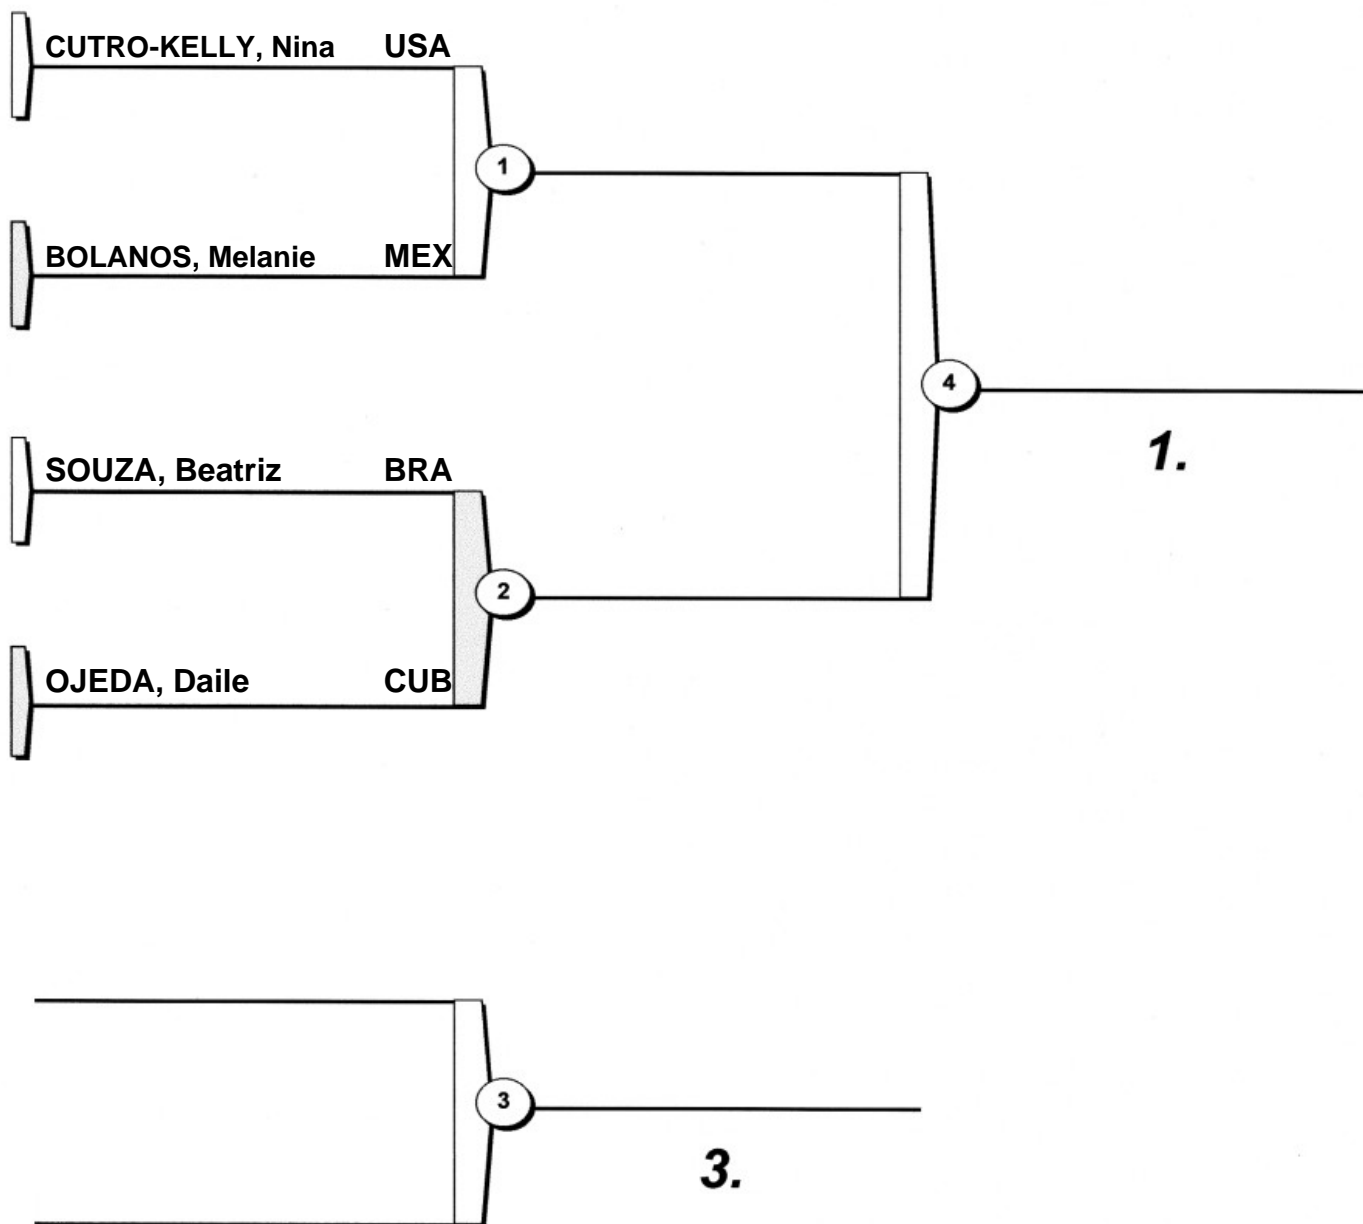 CUTRO-KELLY, Nina USA
1
BOLANOS, Melanie MEX
4
1.
SOUZA, Beatriz BRA
2
OJEDA, Daile CUB
3
3.